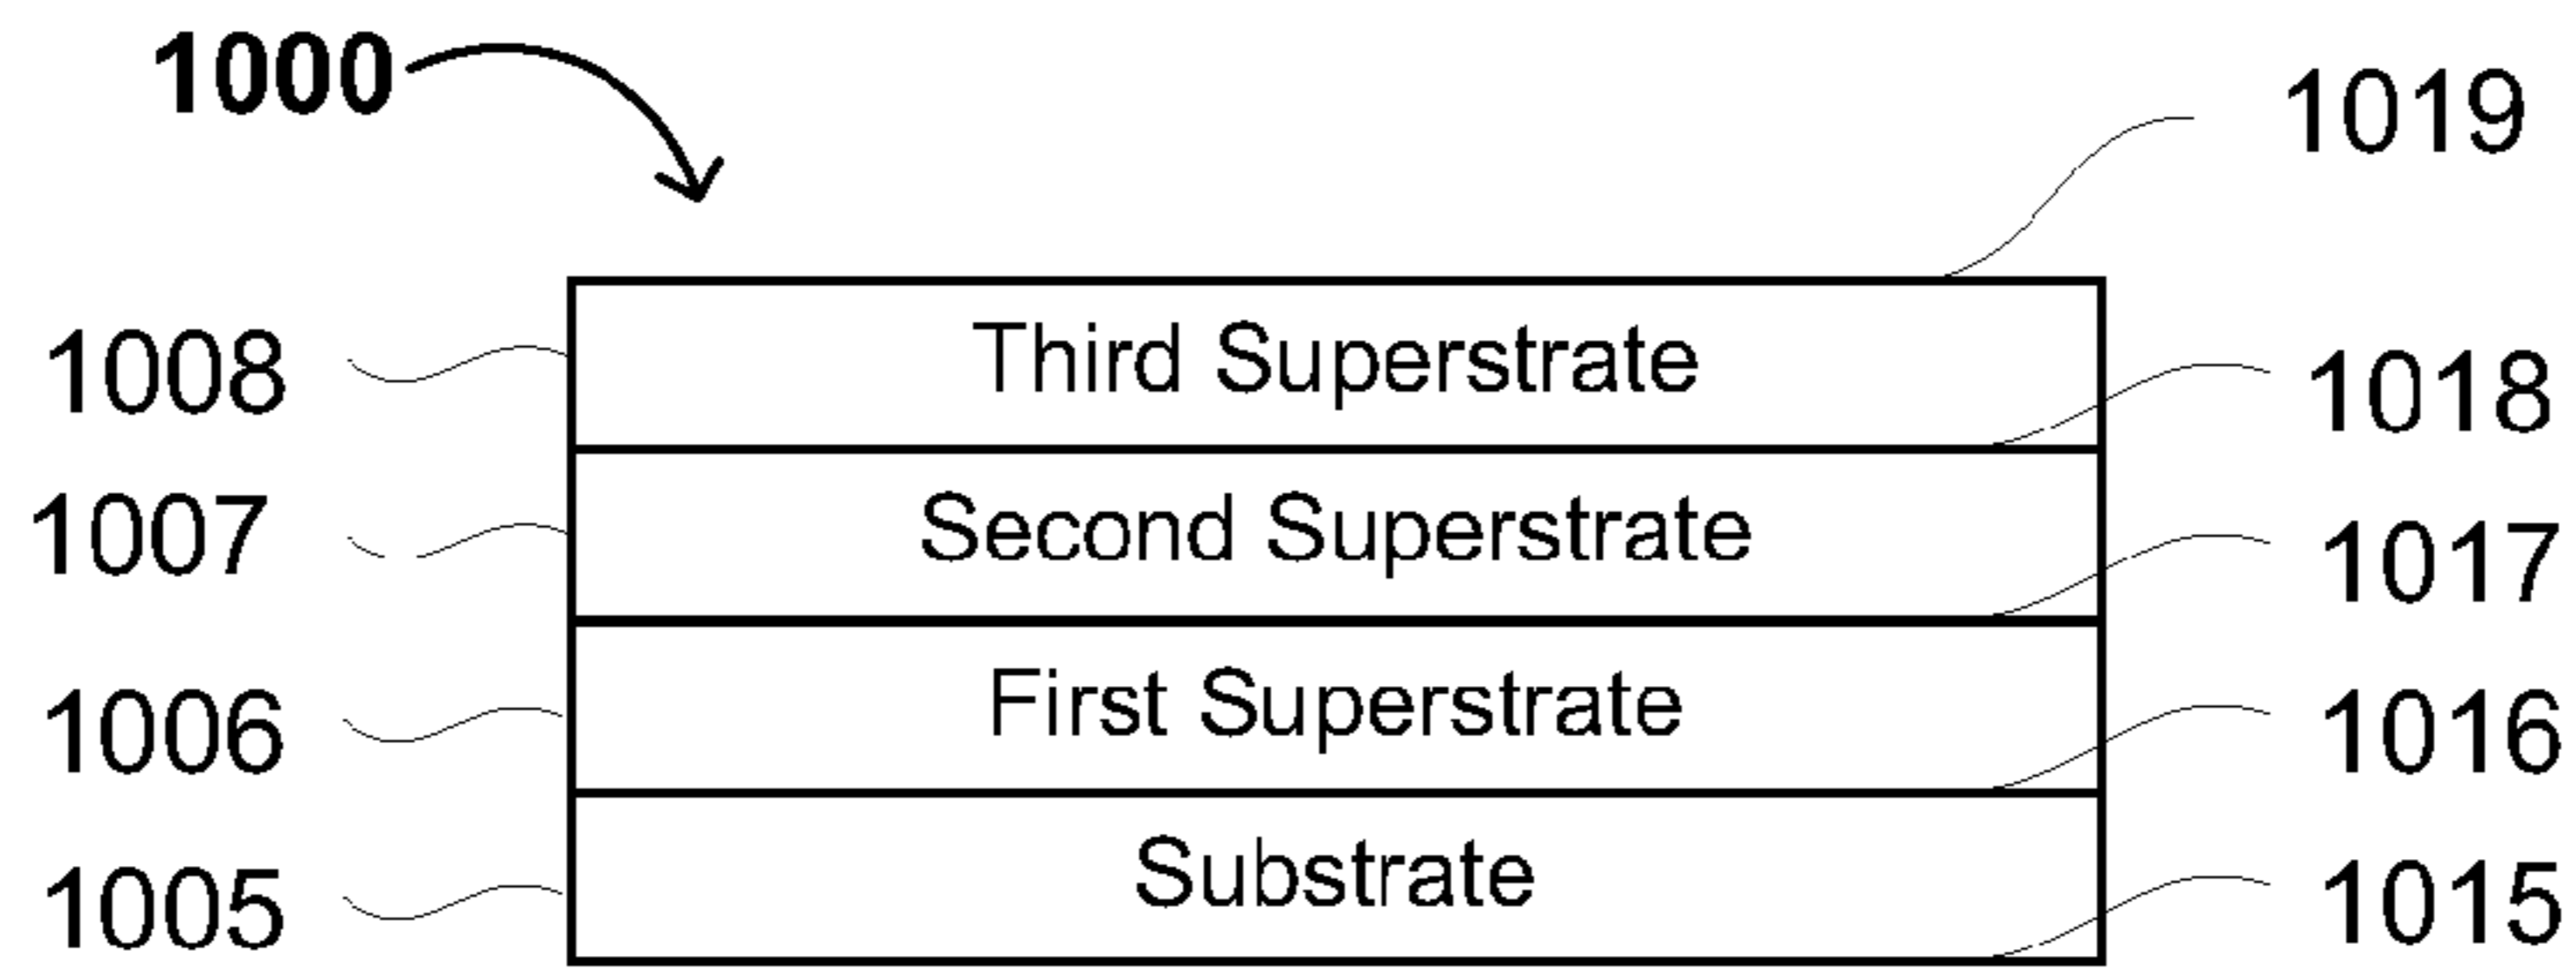 1000
1019
1008 Third Superstrate 1018
1007 Second Superstrate 1017
1006 First Superstrate 1016
1005 Substrate 1015